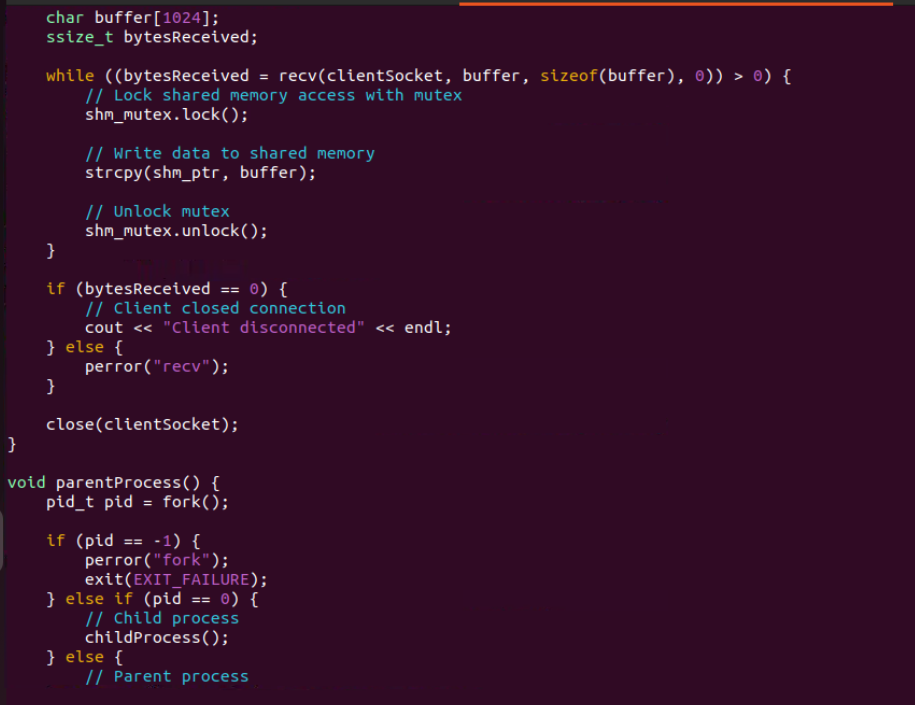 char buffer[1024];
ssize_t bytesReceived;
while ((bytesReceived = recv(clientSocket, buffer, sizeof(buffer), 0)) > 0) {
// Lock shared memory access with mutex
shm_mutex.lock();
// Write data to shared memory
strcpy(shm_ptr, buffer);
// Unlock mutex
shm_mutex.unlock();
}
if (bytesReceived == 0) {
// Client closed connection
cout << "Client disconnected" << endl;
} else {
perror("recv");
}
close(clientSocket);
}
void parentProcess() {
pid_t pid = fork();
if (pid == -1) {
perror("fork");
exit(EXIT_FAILURE);
} else if (pid == 0) {
// Child process
childProcess();
} else {
// Parent process